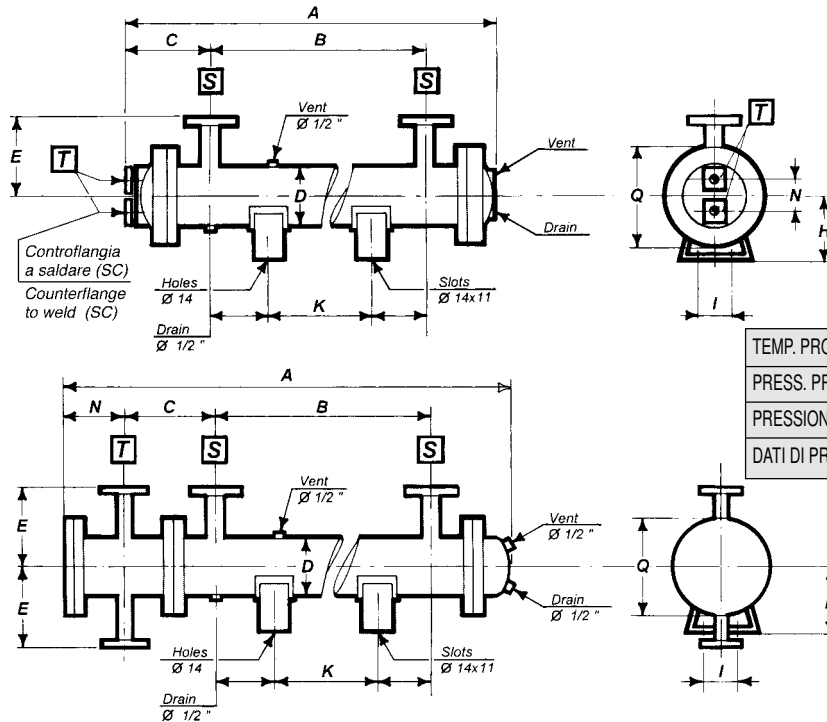 A
C
B
S
S
Vent
Ø 1/2 "
Vent
T
E
T
D
Q
N
H
Drain
Controflangia
a saldare (SC)
Counterflange
to weld (SC)
Holes
Ø 14
Slots
Ø 14x11
K
I
Drain
Ø 1/2 "
TEMP. PRO
PRESS. PR
PRESSION
DATI DI PR
A
N
C
B
T
S
S
Vent
Ø 1/2 "
Vent
Ø 1/2 "
E
D
Q
E
Drain
Ø 1/2 "
Holes
Ø 14
Slots
Ø 14x11
K
I
Drain
Ø 1/2 "